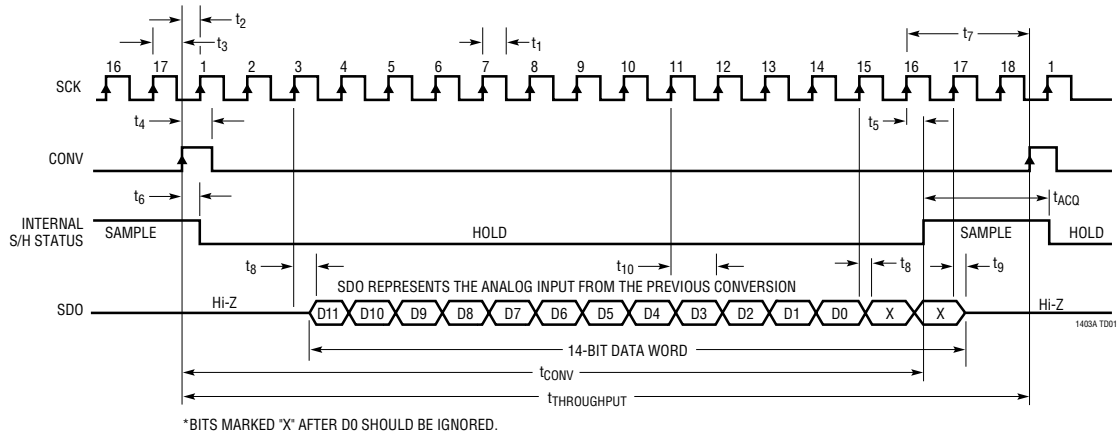 t2
t3
t1
t7
16 17 1 2 3 4 5 6 7 8 9 10 11 12 13 14 15 16 17 18 1
SCK
t4
t5
CONV
t6
tACQ
INTERNAL
S/H STATUS
SAMPLE HOLD SAMPLE HOLD
t8
t10
t8
t9
SDO REPRESENTS THE ANALOG INPUT FROM THE PREVIOUS CONVERSION
SDO
Hi-Z D11 D10 D9 D8 D7 D6 D5 D4 D3 D2 D1 D0 X X Hi-Z
1403A TD01
14-BIT DATA WORD
tCONV
tTHROUGHPUT
*BITS MARKED "X" AFTER D0 SHOULD BE IGNORED.